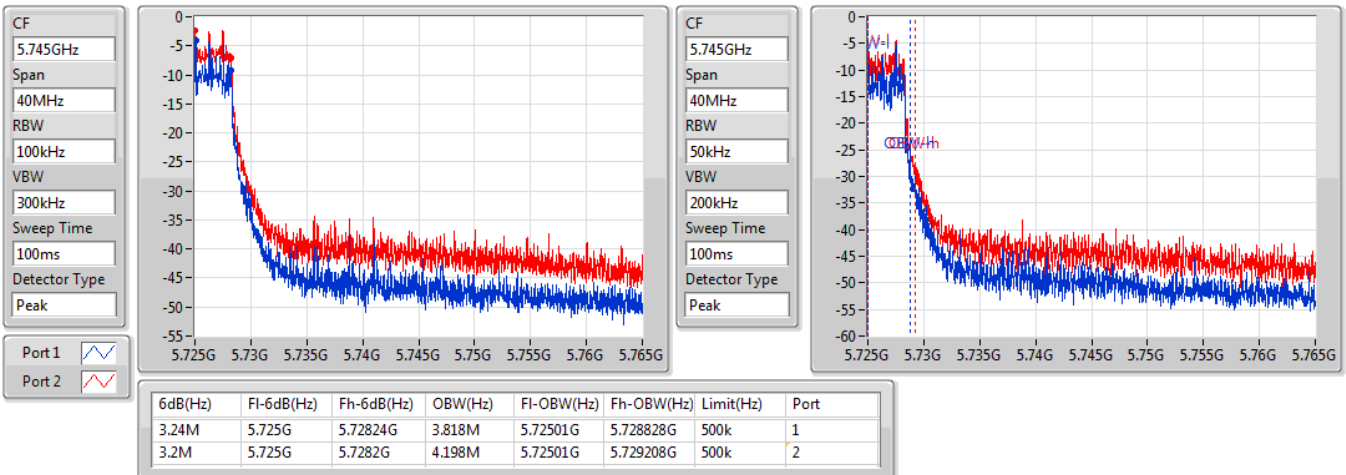 CF
5.745GHz
Span
40MHz
RBW
100kHz
VBW
300kHz
Sweep Time
100ms
Detector Type
Peak
0
-5
-10
-15
-20
-25
-30
-35
-40
-45
-50
-55
5.725G 5.73G 5.735G 5.74G 5.745G 5.75G 5.755G 5.76G 5.765G
CF
5.745GHz
Span
40MHz
RBW
50kHz
VBW
200kHz
Sweep Time
100ms
Detector Type
Peak
0
-5
-10
-15
-20
-25
-30
-35
-40
-45
-50
-55
-60
5.725G 5.73G 5.735G 5.74G 5.745G 5.75G 5.755G 5.76G 5.765G
W-l
Port 1
Port 2
6dB(Hz) Fl-6dB(Hz) Fh-6dB(Hz) OBW(Hz) Fl-OBW(Hz) Fh-OBW(Hz) Limit(Hz) Port
3.24M 5.725G 5.72824G 3.818M 5.72501G 5.728828G 500k 1
3.2M 5.725G 5.7282G 4.198M 5.72501G 5.729208G 500k 2